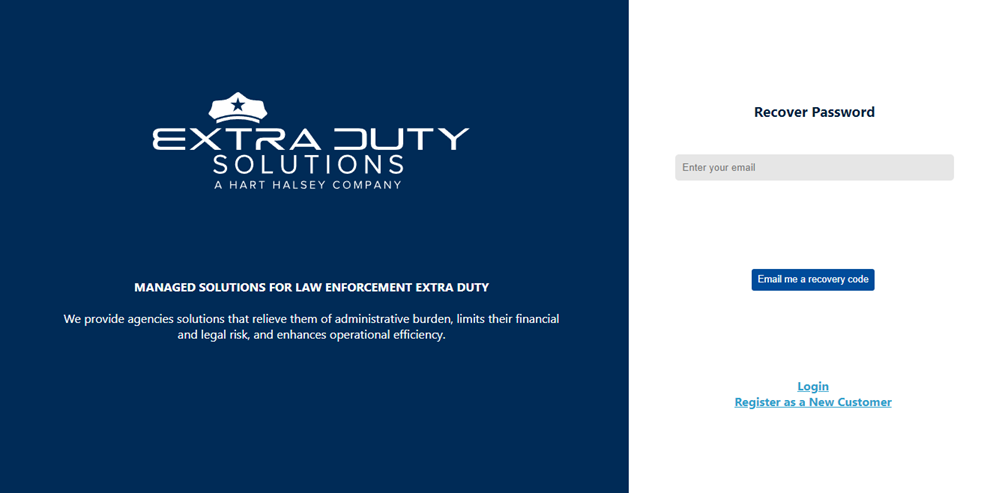 EXTRA DUTY
SOLUTIONS
A HART HALSEY COMPANY
MANAGED SOLUTIONS FOR LAW ENFORCEMENT EXTRA DUTY
We provide agencies solutions that relieve them of administrative burden, limits their financial
and legal risk, and enhances operational efficiency.
Recover Password
Enter your email
Email me a recovery code
Login
Register as a New Customer